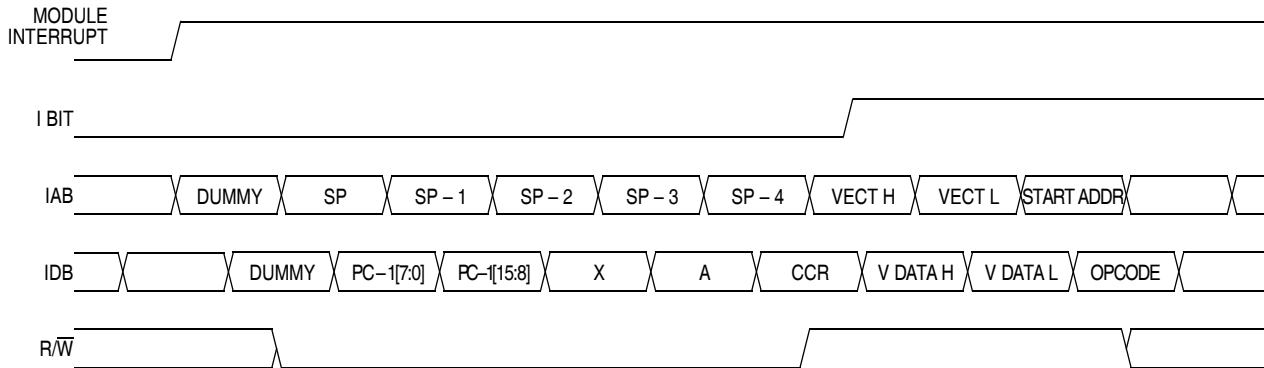 MODULE
INTERRUPT
I BIT
IAB DUMMY SP SP – 1 SP – 2 SP – 3 SP – 4 VECT H VECT L START ADDR
IDB DUMMY PC – 1[7:0] PC–1[15:8] X A CCR V DATA H V DATA L OPCODE
R/W̅